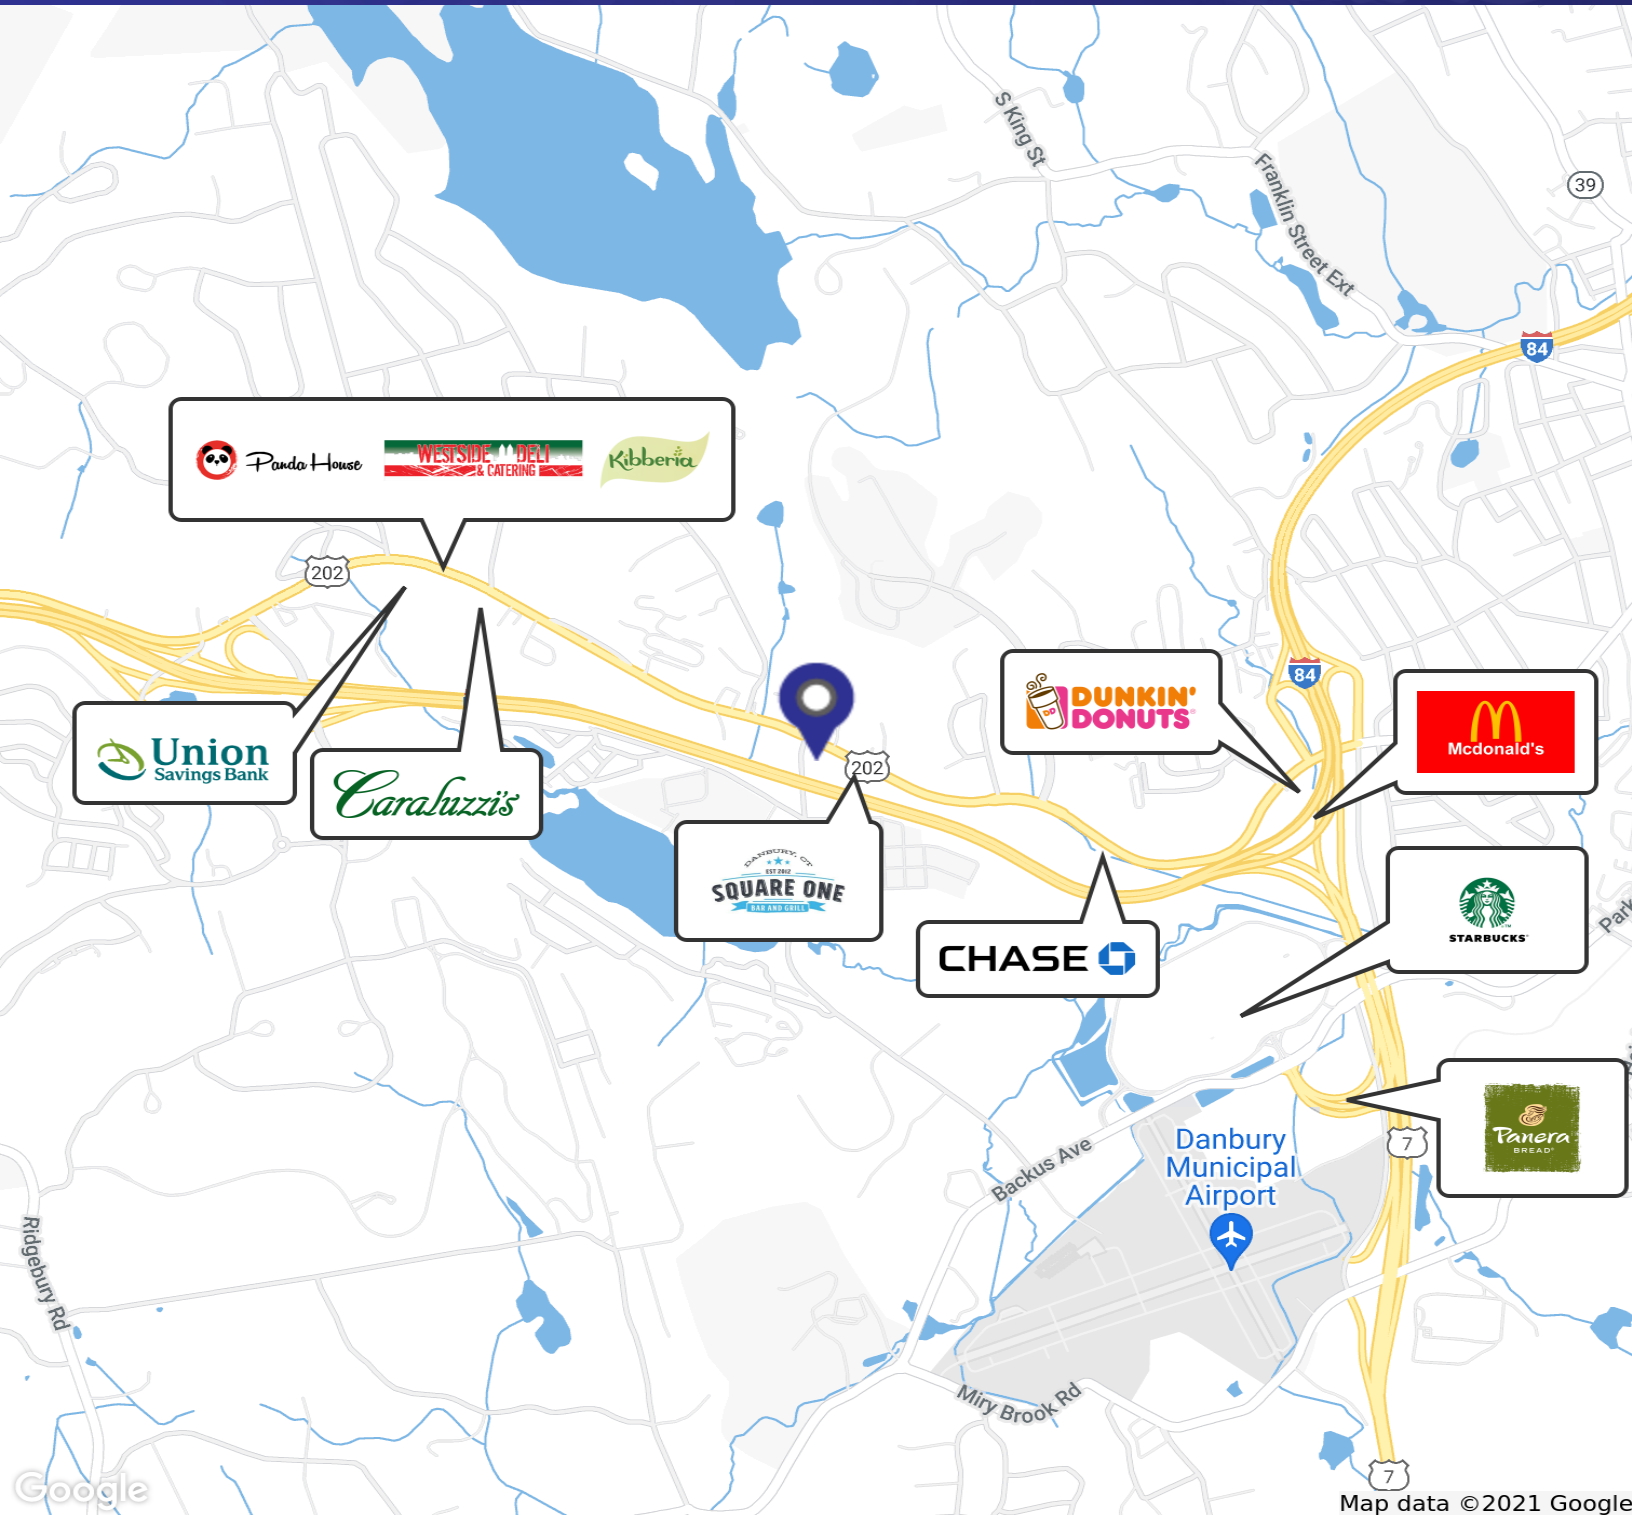 S King St
Franklin Street Ext
39
84
Panda House
WESTSIDE DELI
& CATERING
Kibberia
202
84
DUNKIN'
DONUTS
Mcdonald's
Union
Savings Bank
Caraluzzi's
202
DANBURY, CT
EST 2012
SQUARE ONE
BAR AND GRILL
CHASE
STARBUCKS
Park
Panera
BREAD
7
Danbury
Municipal
Airport
Backus Ave
Ridgebury Rd
Miry Brook Rd
7
Google
Map data ©2021 Google